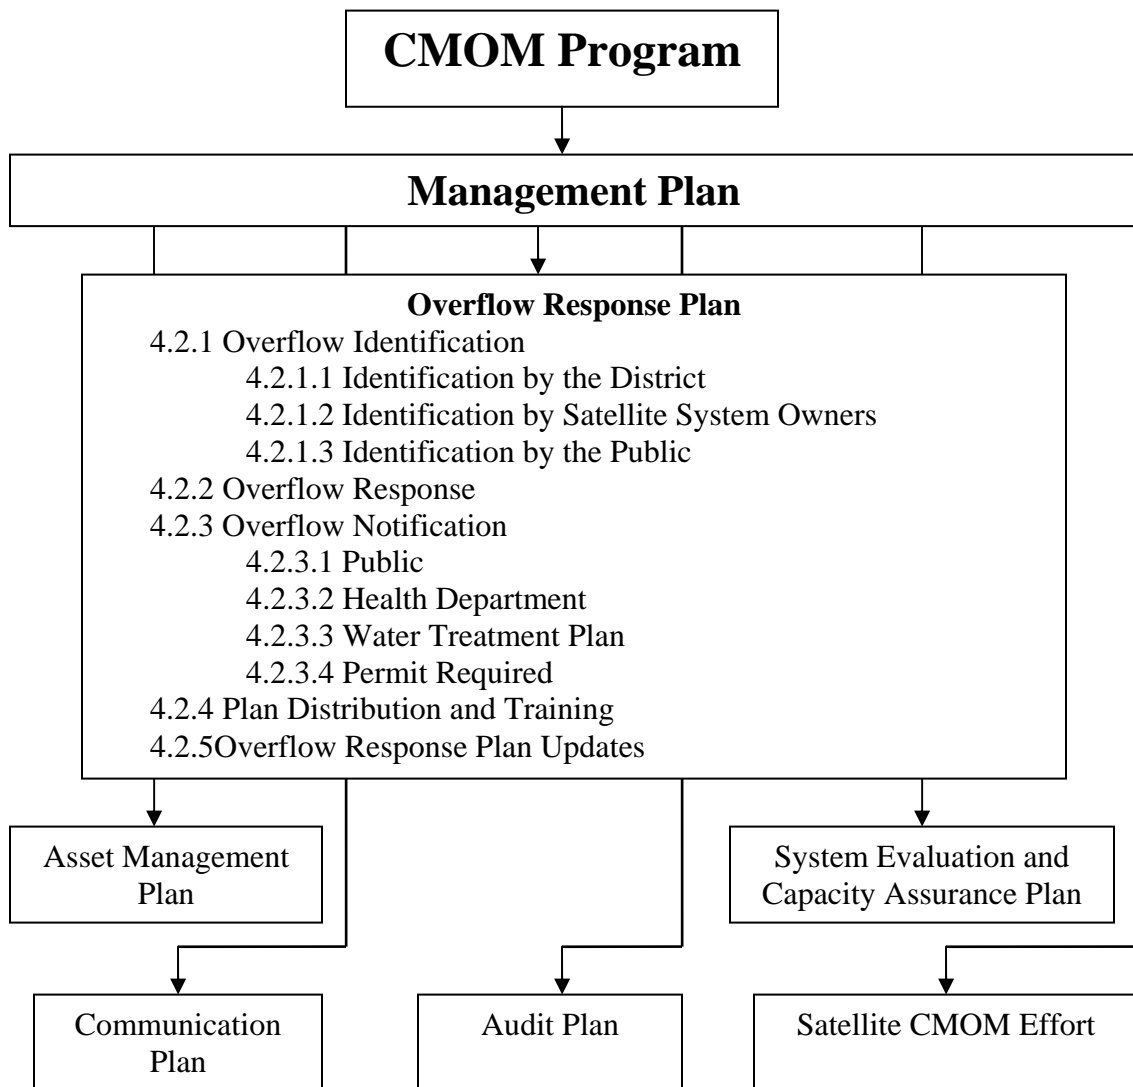 CMOM Program
Management Plan
Overflow Response Plan
4.2.1 Overflow Identification
4.2.1.1 Identification by the District
4.2.1.2 Identification by Satellite System Owners
4.2.1.3 Identification by the Public
4.2.2 Overflow Response
4.2.3 Overflow Notification
4.2.3.1 Public
4.2.3.2 Health Department
4.2.3.3 Water Treatment Plan
4.2.3.4 Permit Required
4.2.4 Plan Distribution and Training
4.2.5Overflow Response Plan Updates
Asset Management
Plan
System Evaluation and
Capacity Assurance Plan
Communication
Plan
Audit Plan
Satellite CMOM Effort